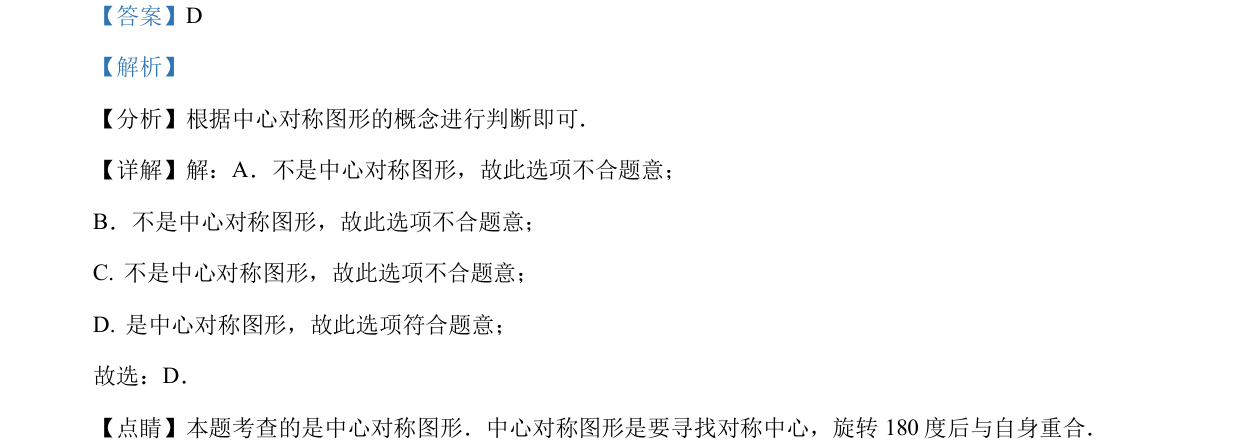 【答案】D
【解析】
【分析】根据中心对称图形的概念进行判断即可．
【详解】解：A．不是中心对称图形，故此选项不合题意；
B．不是中心对称图形，故此选项不合题意；
C. 不是中心对称图形，故此选项不合题意；
D. 是中心对称图形，故此选项符合题意；
故选：D．
【点睛】本题考查的是中心对称图形．中心对称图形是要寻找对称中心，旋转 180 度后与自身重合．